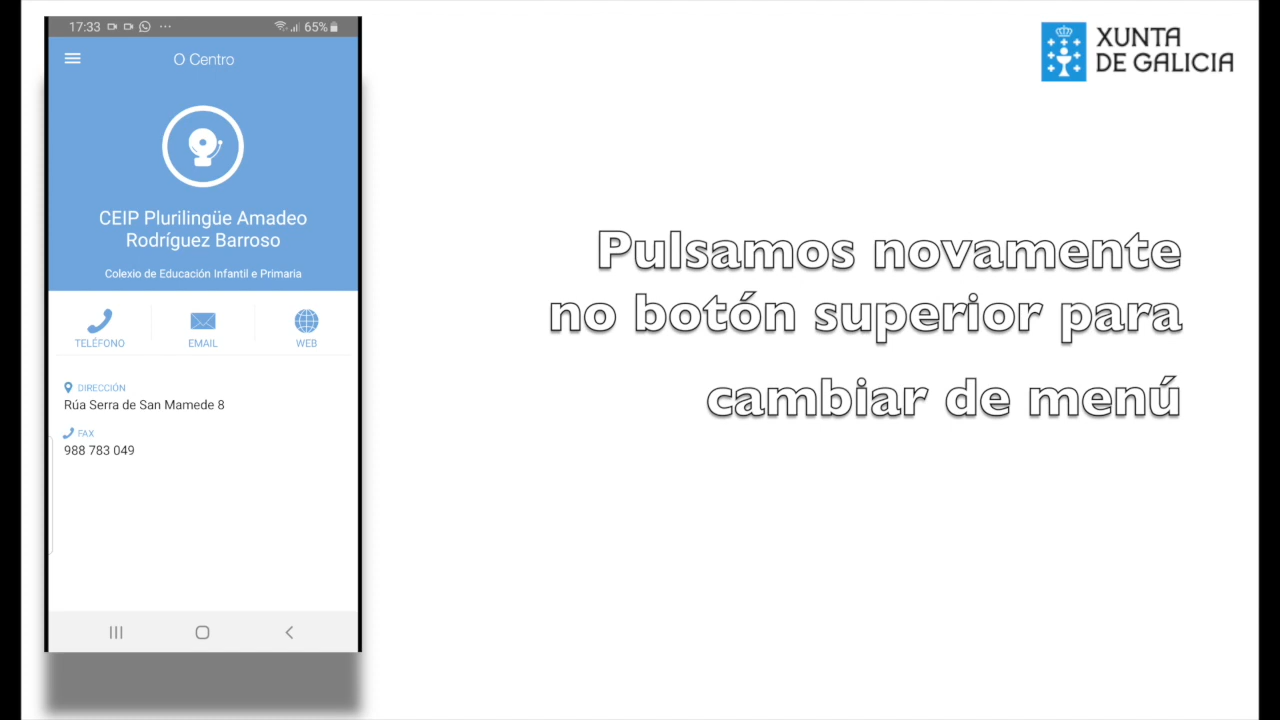 17:33
65%
O Centro
CEIP Plurilingüe Amadeo
Rodríguez Barroso
Colexio de Educación Infantil e Primaria
TELÉFONO
EMAIL
WEB
DIRECCIÓN
Rúa Serra de San Mamede 8
FAX
988 783 049
XUNTA
DE GALICIA
Pulsamos novamente
no botón superior para
cambiar de menú